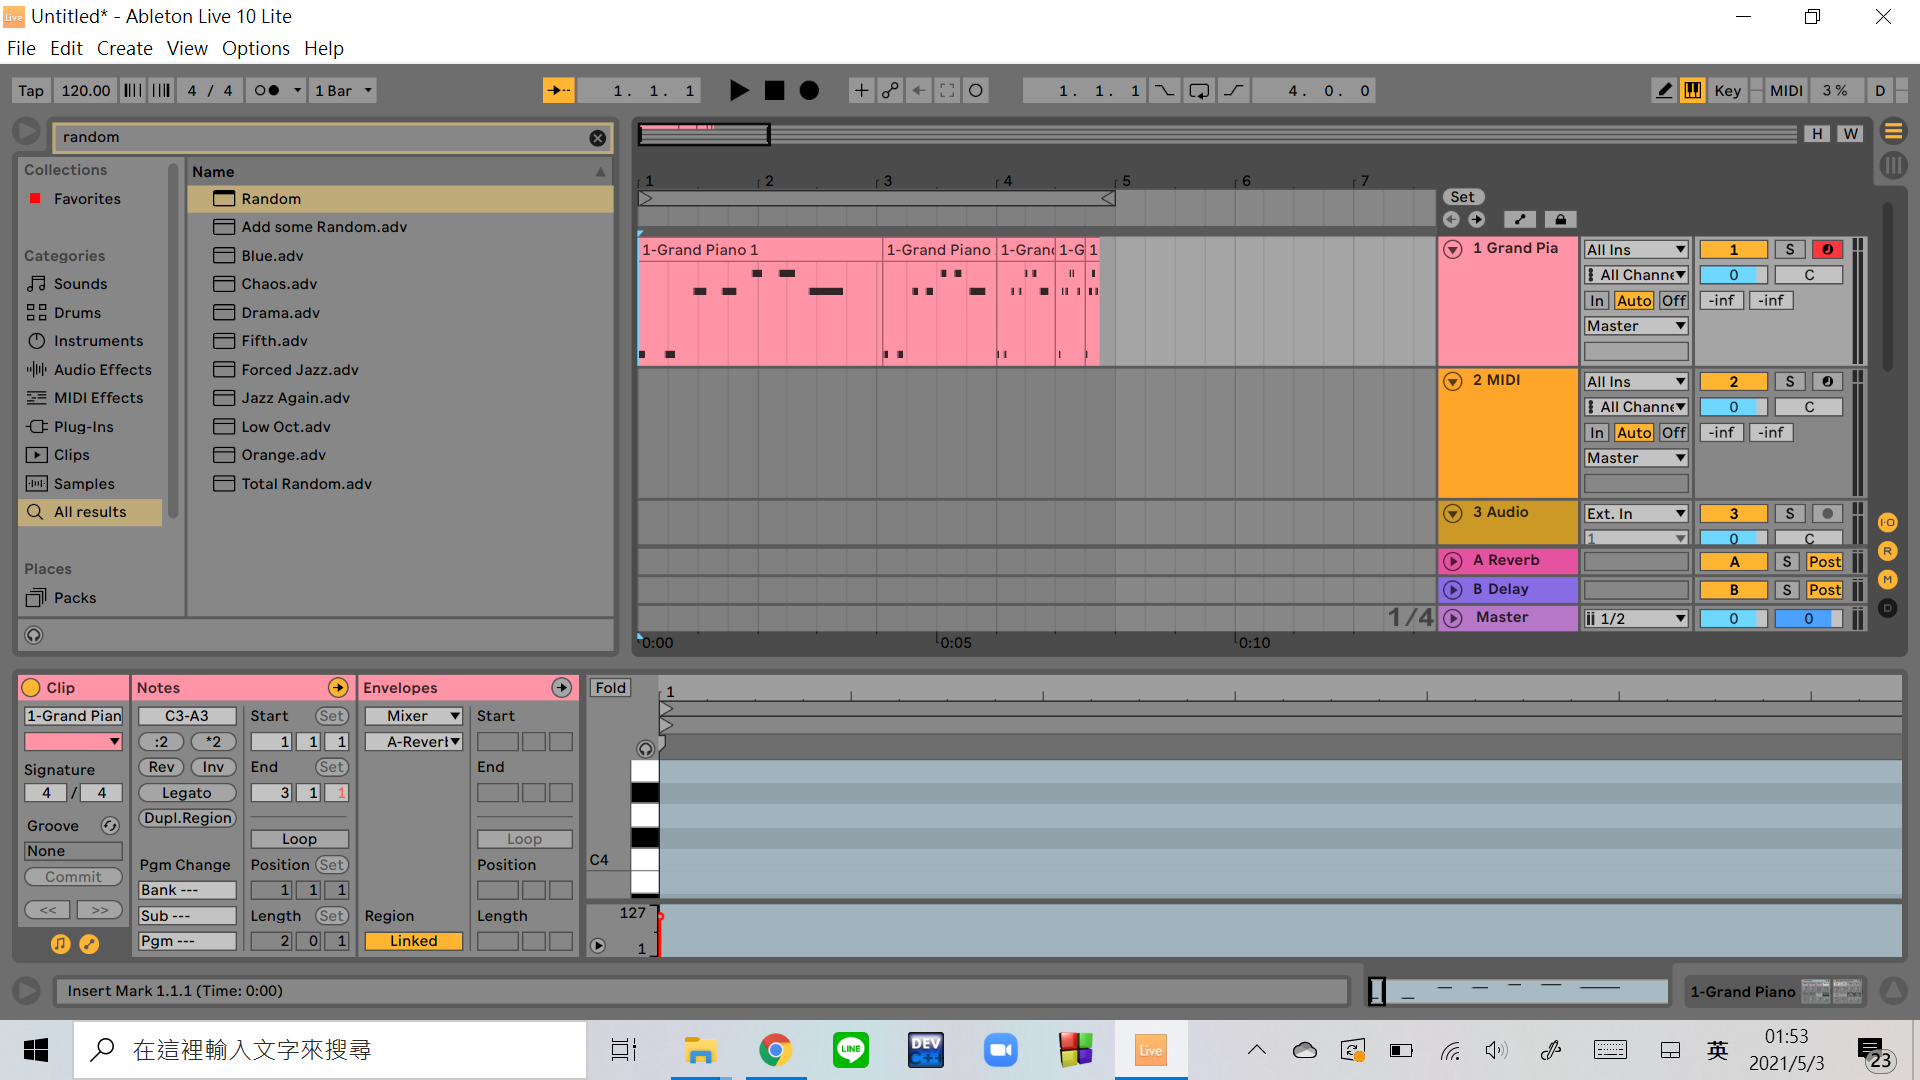 Live Untitled* - Ableton Live 10 Lite
File Edit Create View Options Help
Tap 120.00 4 / 4 1 Bar 1. 1. 1 1. 1. 1 4. 0. 0 Key MIDI 3 % D
random
H W
Collections
Favorites
Categories
Sounds
Drums
Instruments
Audio Effects
MIDI Effects
Plug-Ins
Clips
Samples
All results
Places
Packs
Name
Random
Add some Random.adv
Blue.adv
Chaos.adv
Drama.adv
Fifth.adv
Forced Jazz.adv
Jazz Again.adv
Low Oct.adv
Orange.adv
Total Random.adv
1 2 3 4 5 6 7
Set
1-Grand Piano 1 1-Grand Piano 1-Gran 1-G 1
1 Grand Pia All Ins 1 S
All Channe 0 C
In Auto Off -inf -inf
Master
2 MIDI All Ins 2 S
All Channe 0 C
In Auto Off -inf -inf
Master
3 Audio Ext. In 3 S
1 0 C
A Reverb A S Post
B Delay B S Post
1/4 Master 1/2 0 0
0:00 0:05 0:10
I·O
R
M
D
Clip
1-Grand Pian
Signature
4 / 4
Groove
None
Commit
<< >>
Notes
C3-A3
:2 *2
Rev Inv
Legato
Dupl.Region
Pgm Change
Bank ---
Sub ---
Pgm ---
Start Set
1 1 1
End Set
3 1 1
Loop
Position Set
1 1 1
Length Set
2 0 1
Envelopes
Mixer
A-Reverl
Region
Linked
Start
End
Loop
Position
Length
Fold 1
C4
127
1
Insert Mark 1.1.1 (Time: 0:00)
1-Grand Piano
在這裡輸入文字來搜尋
LINE
DEV
C++
Live
英
01:53
2021/5/3
23